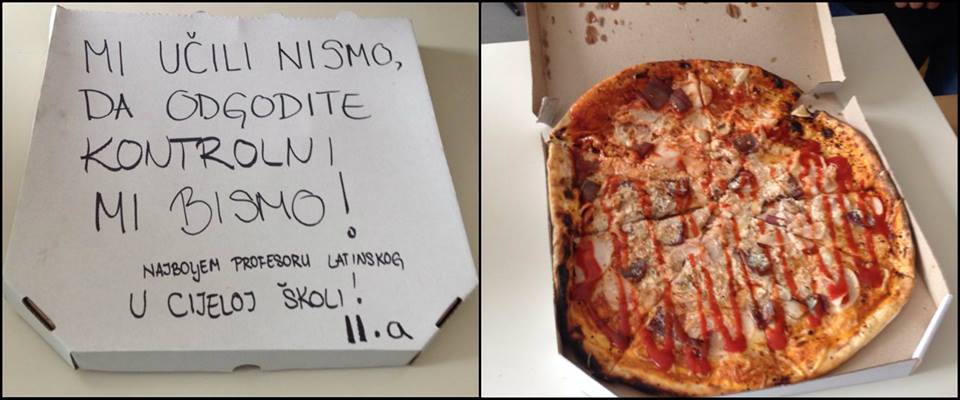 MI UČILI NISMO,
DA ODGODITE
KONTROLNI
MI BISMO!
NAJBOLJEM PROFESORU LATINSKOG
U CIJELOJ ŠKOLI!
II.a